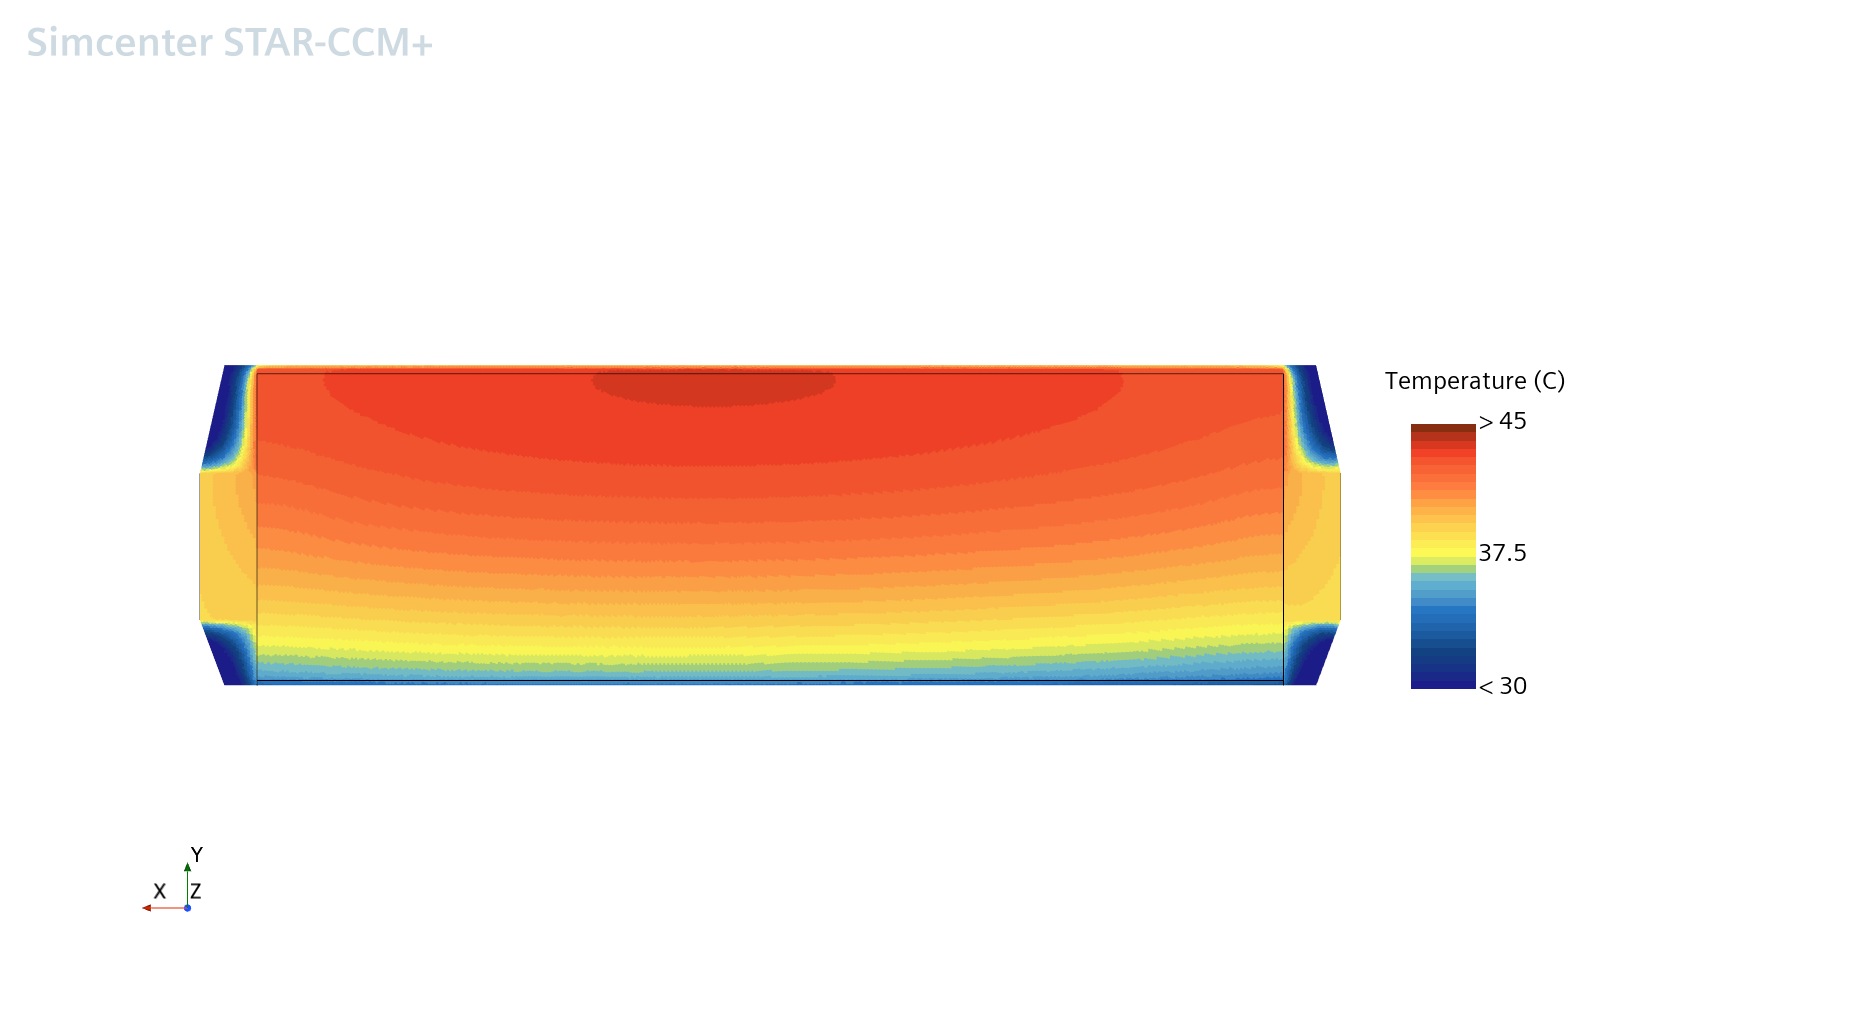 Simcenter STAR-CCM+
Temperature (C)
> 45
37.5
< 30
Y
X
Z